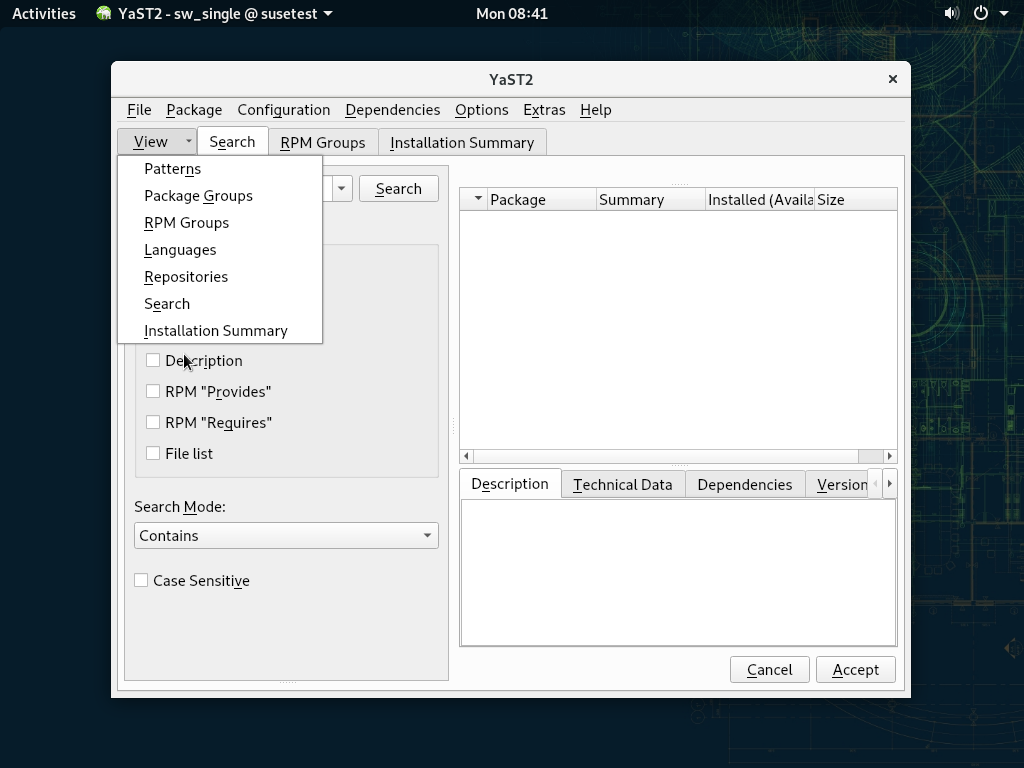 Activities YaST2 - sw_single @ susetest Mon 08:41
YaST2
File Package Configuration Dependencies Options Extras Help
View Search RPM Groups Installation Summary
Patterns
Package Groups
RPM Groups
Languages
Repositories
Search
Installation Summary
Search
Description
RPM "Provides"
RPM "Requires"
File list
Search Mode:
Contains
Case Sensitive
Package Summary Installed (Availa Size
Description Technical Data Dependencies Version
Cancel Accept